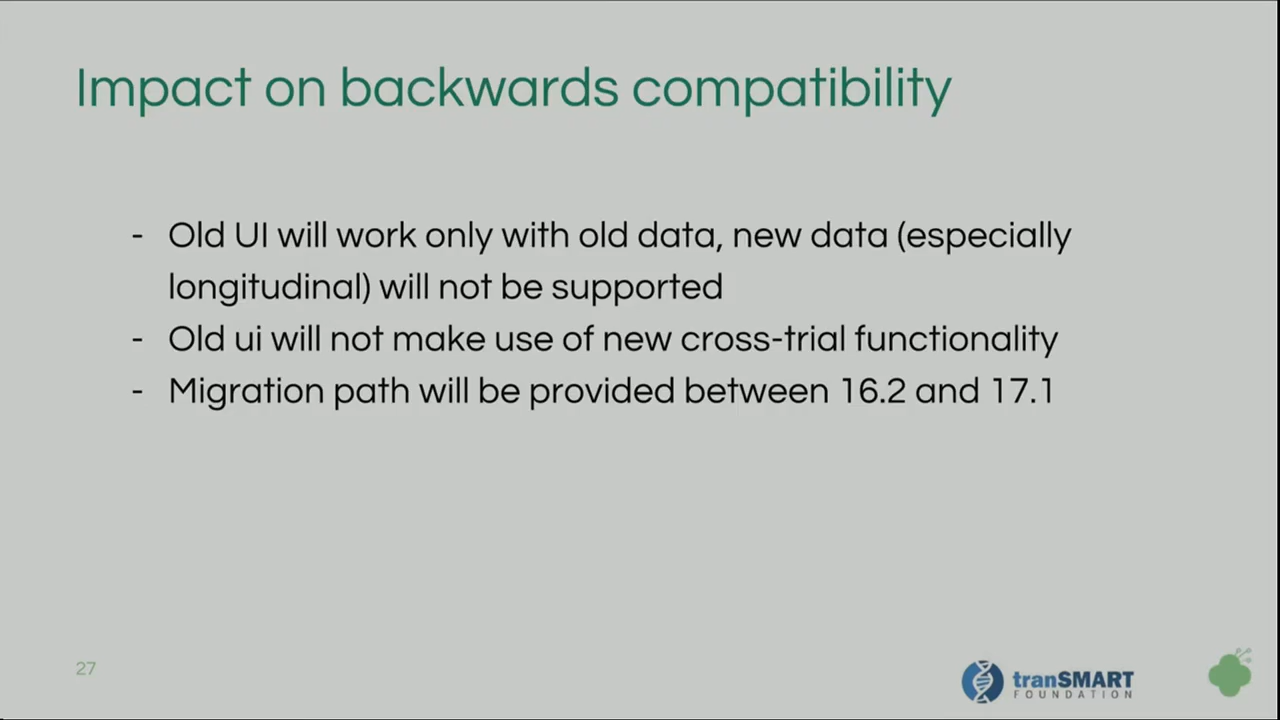 Impact on backwards compatibility
- Old UI will work only with old data, new data (especially
longitudinal) will not be supported
- Old ui will not make use of new cross-trial functionality
- Migration path will be provided between 16.2 and 17.1
27
tranSMART
FOUNDATION